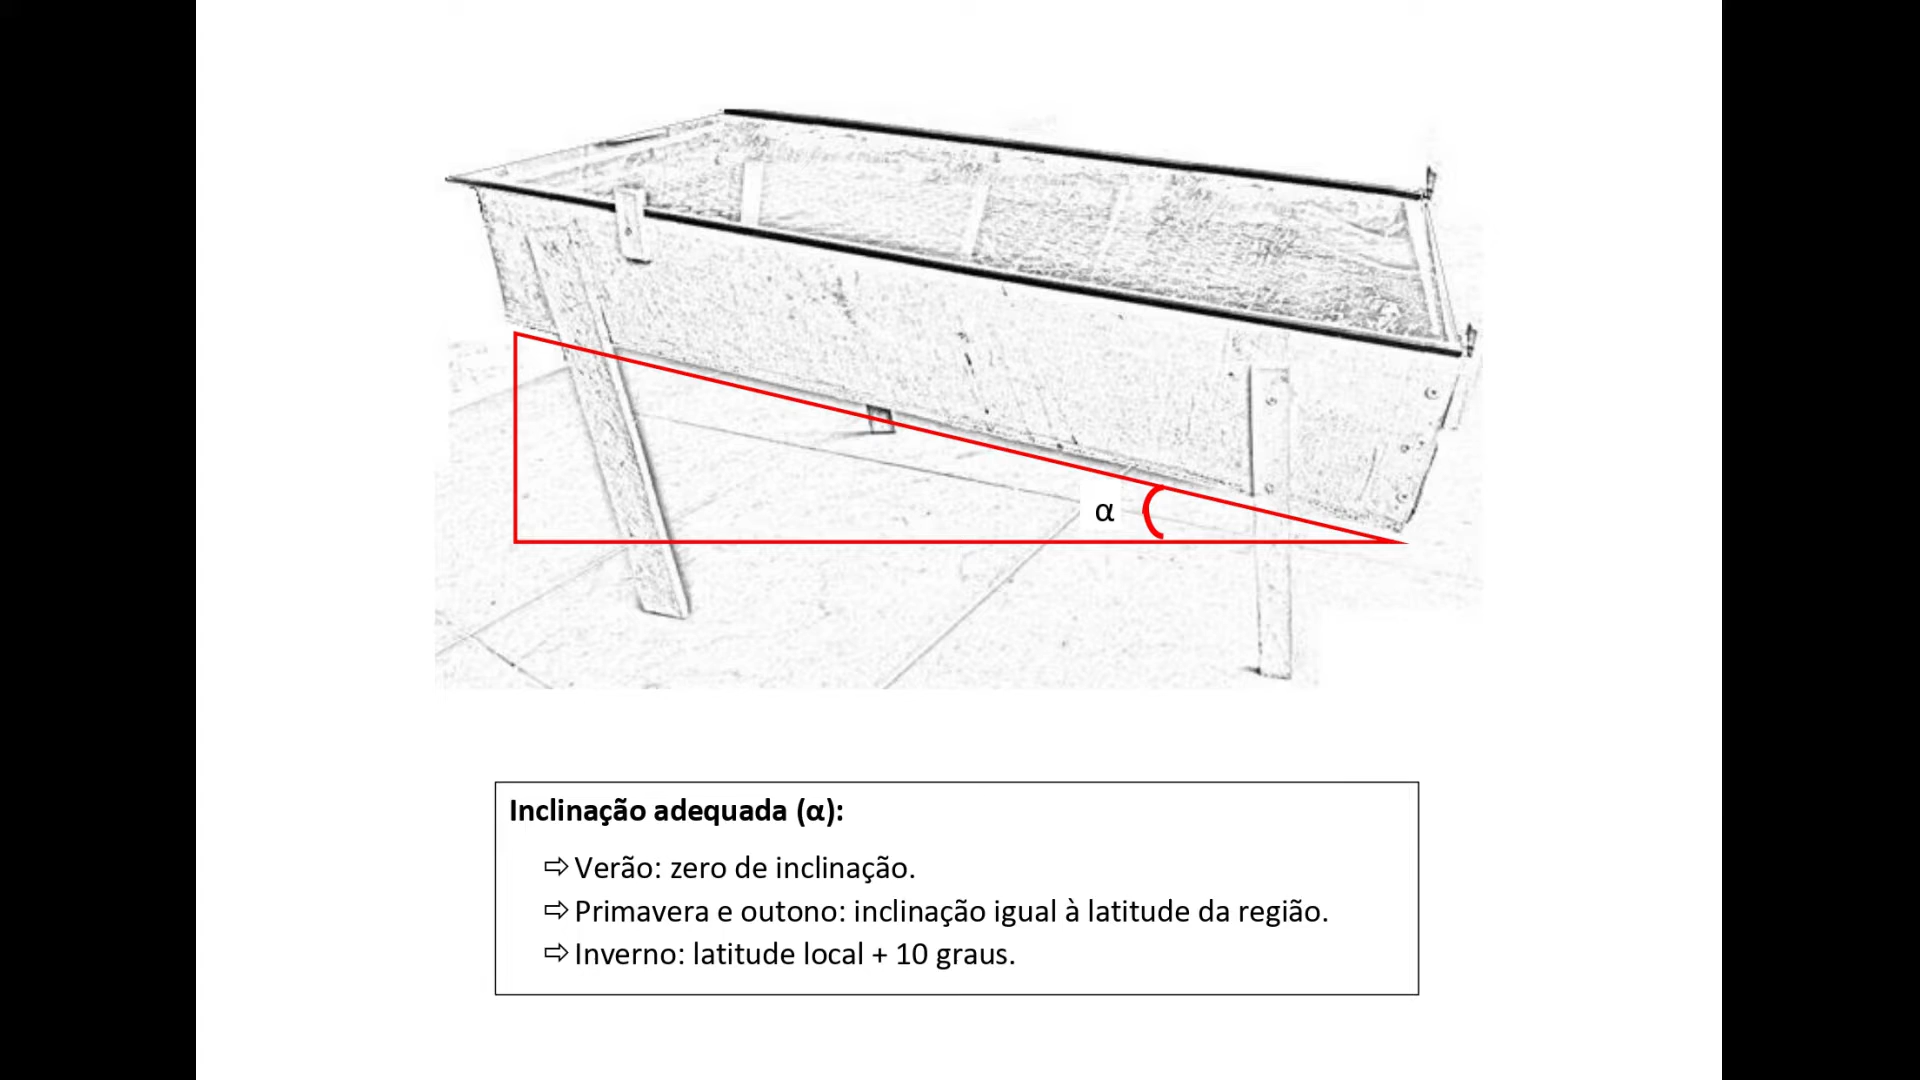 α
Inclinação adequada (α):
⇨ Verão: zero de inclinação.
⇨ Primavera e outono: inclinação igual à latitude da região.
⇨ Inverno: latitude local + 10 graus.